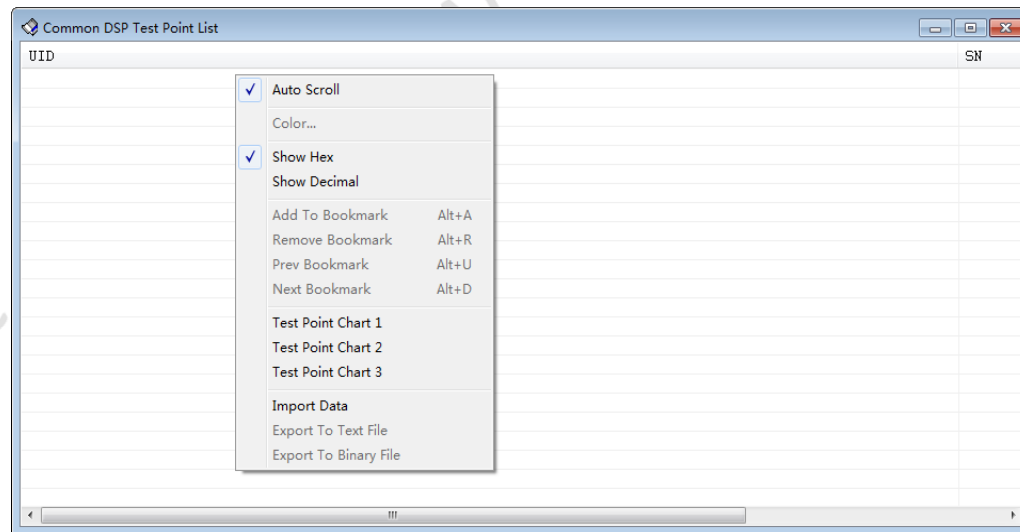 Common DSP Test Point List
UID SN
Auto Scroll
Color...
Show Hex
Show Decimal
Add To Bookmark Alt+A
Remove Bookmark Alt+R
Prev Bookmark Alt+U
Next Bookmark Alt+D
Test Point Chart 1
Test Point Chart 2
Test Point Chart 3
Import Data
Export To Text File
Export To Binary File